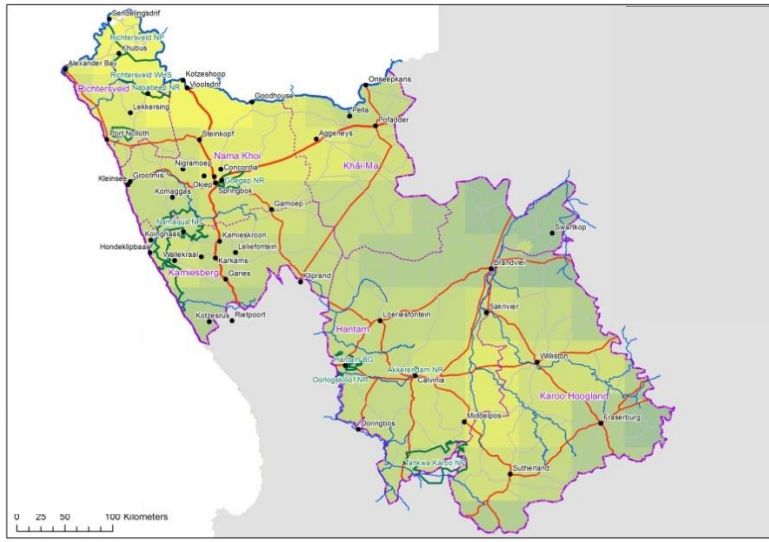 Sendelingsdrif
Richtersveld NP
Khubus
Alexander Bay
Richtersveld WHS
Kotzeshoop
Vioolsdrif
Richtersveld
Nababeep NR
Goodhouse
Onseepkans
Lekkersing
Pella
Pofadder
Port Nolloth
Steinkopf
Aggeneys
Nama Khoi
Khâi-Ma
Nigramoep
Concordia
Kleinsee
Grootmis
Okiep
Goegap NR
Springbok
Komaggas
Gamoep
Namaqua NP
Koingnaas
Kamieskroon
Swartkop
Hondeklipbaai
Wallekraal
Leliefontein
Karkams
Kamiesberg
Garies
Kliprand
Brandvlei
Kotzesrus
Rietpoort
Loeriesfontein
Sakrivier
Hantam
Hantam BG
Akkerendam NR
Williston
Oorlogskloof NR
Calvinia
Karoo Hoogland
Doringbos
Middelpos
Fraserburg
Tankwa Karoo NP
Sutherland
0 25 50 100 Kilometers